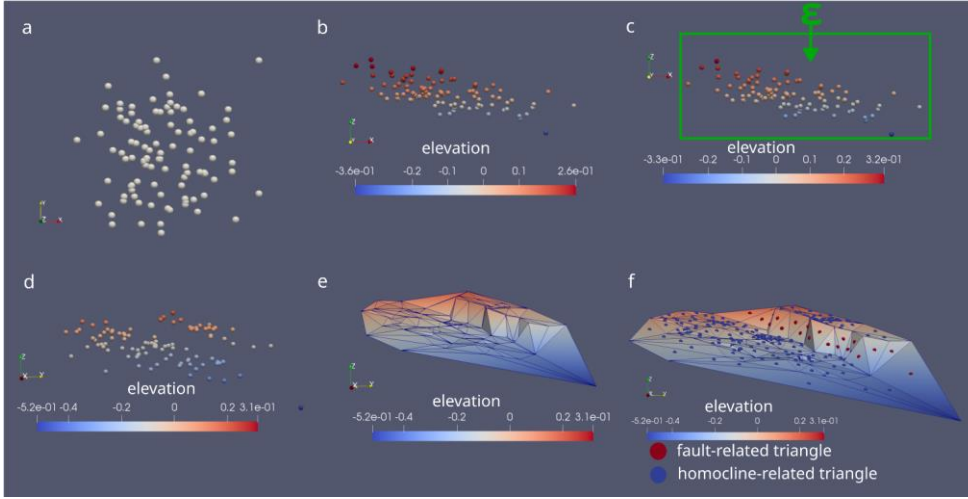 a
b
c
ε
elevation
-3.6e-01 -0.2 -0.1 0 0.1 2.6e-01
elevation
-3.3e-01 -0.2 -0.1 0 0.1 0.2 3.2e-01
d
e
f
elevation
-5.2e-01 -0.4 -0.2 0 0.2 3.1e-01
elevation
-5.2e-01 -0.4 -0.2 0 0.2 3.1e-01
elevation
-5.2e-01 -0.4 -0.2 0 0.2 3.1e-01
fault-related triangle
homocline-related triangle